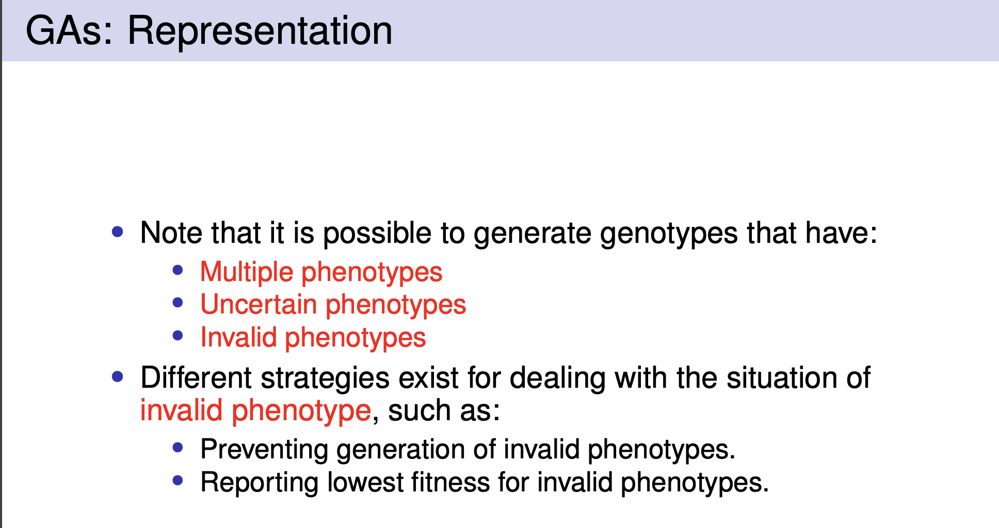 GAs: Representation
• Note that it is possible to generate genotypes that have:
• Multiple phenotypes
• Uncertain phenotypes
• Invalid phenotypes
• Different strategies exist for dealing with the situation of
invalid phenotype, such as:
• Preventing generation of invalid phenotypes.
• Reporting lowest fitness for invalid phenotypes.